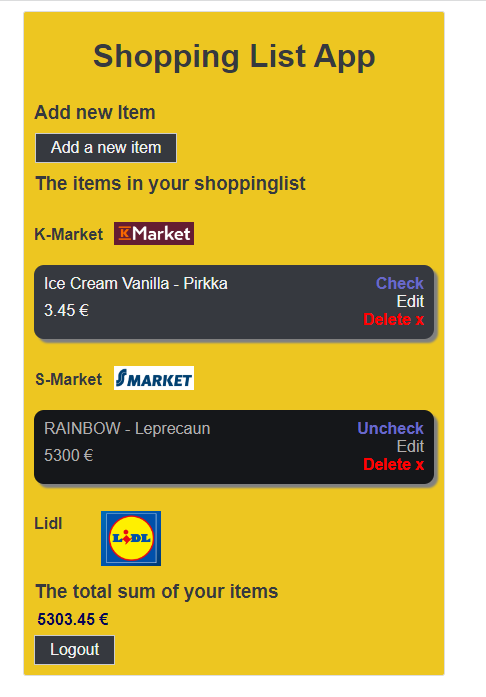 Shopping List App
Add new Item
Add a new item
The items in your shoppinglist
K-Market K Market
Ice Cream Vanilla - Pirkka Check
3.45 € Edit
Delete x
S-Market S MARKET
RAINBOW - Leprecaun Uncheck
5300 € Edit
Delete x
Lidl LiDL
The total sum of your items
5303.45 €
Logout